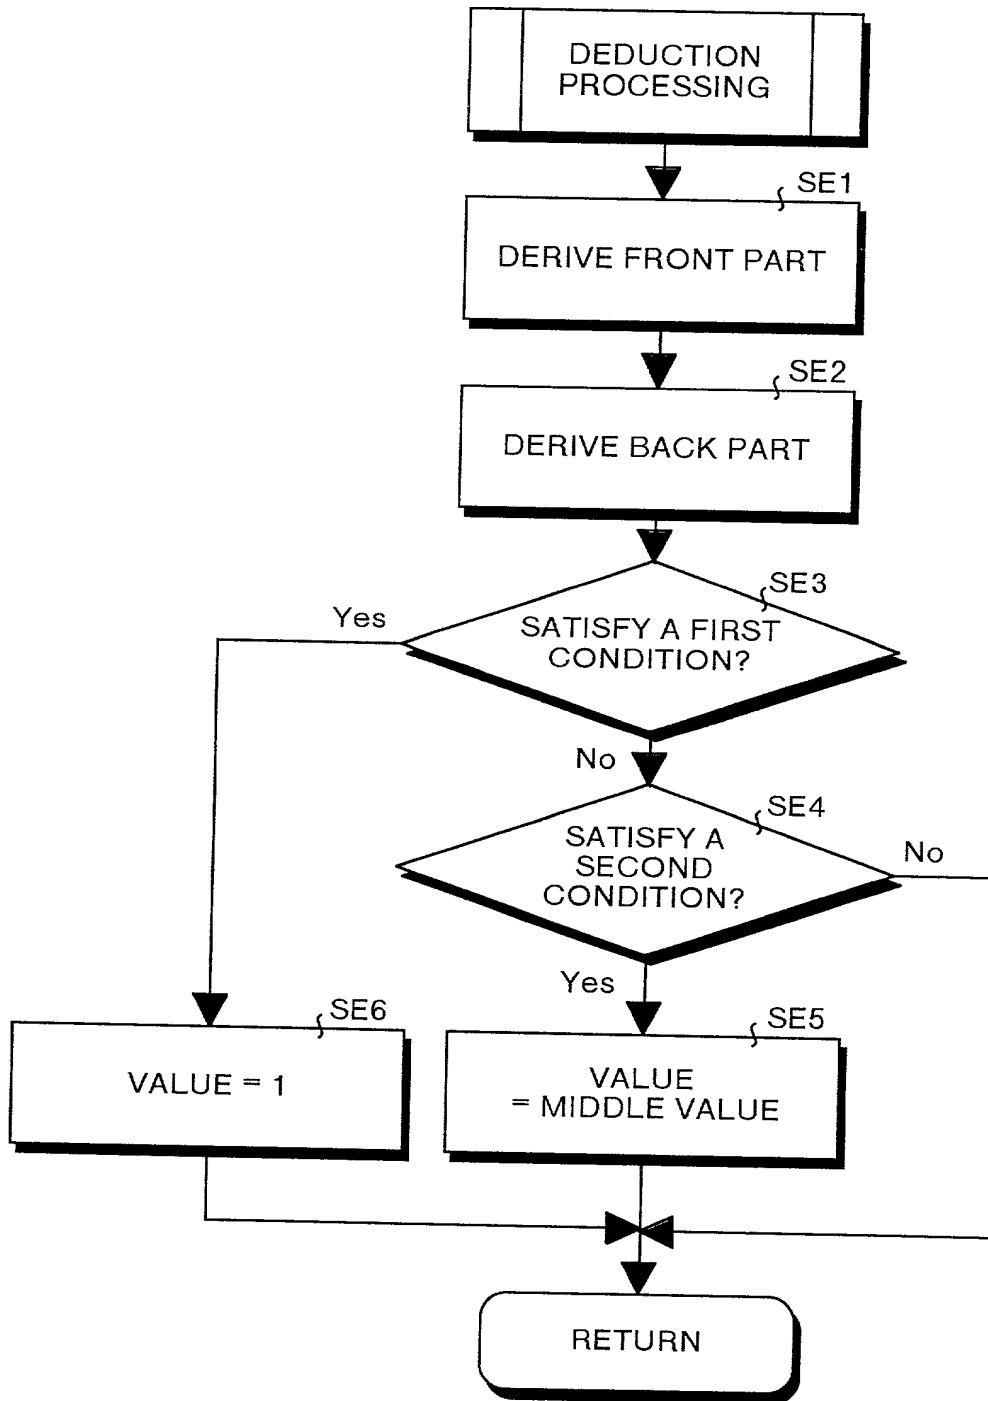 DEDUCTION
PROCESSING
SE1
DERIVE FRONT PART
SE2
DERIVE BACK PART
SE3
Yes
SATISFY A FIRST
CONDITION?
No
SE4
SATISFY A
SECOND
CONDITION?
No
Yes
SE6
VALUE = 1
SE5
VALUE
= MIDDLE VALUE
RETURN